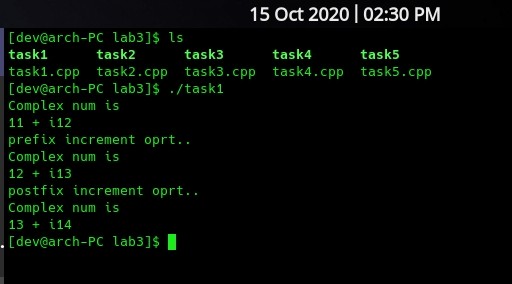 15 Oct 2020 | 02:30 PM
[dev@arch-PC lab3]$ ls
task1 task2 task3 task4 task5
task1.cpp task2.cpp task3.cpp task4.cpp task5.cpp
[dev@arch-PC lab3]$ ./task1
Complex num is
11 + i12
prefix increment oprt..
Complex num is
12 + i13
postfix increment oprt..
Complex num is
13 + i14
[dev@arch-PC lab3]$